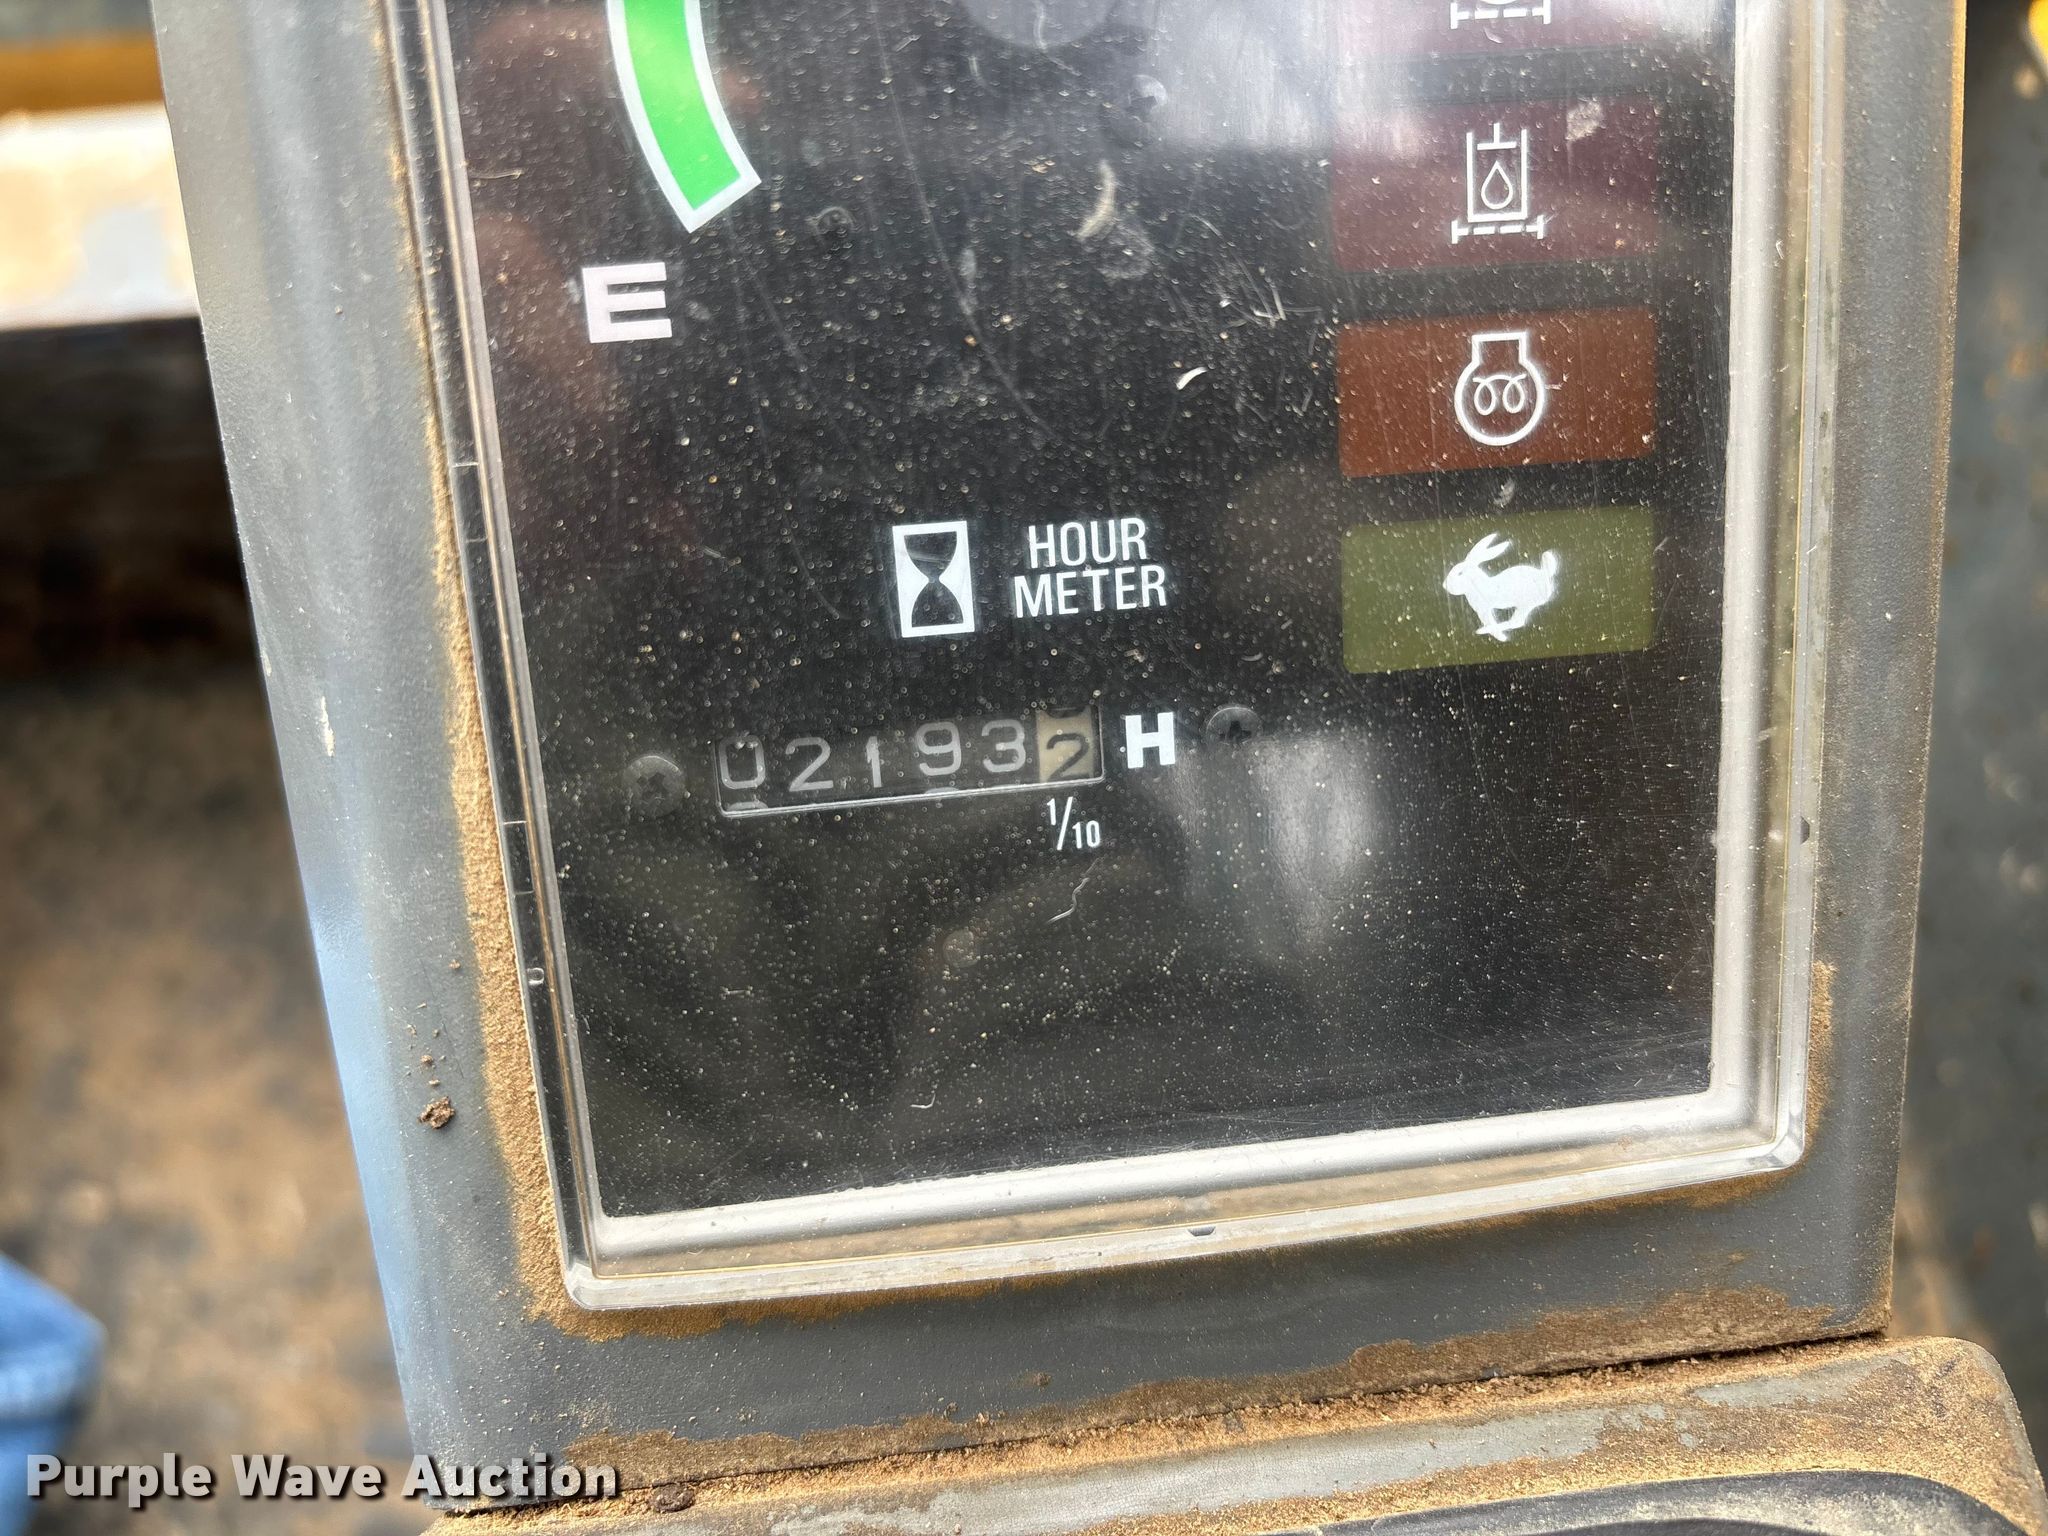 E
HOUR
METER
021932 H
1/10
Purple Wave Auction